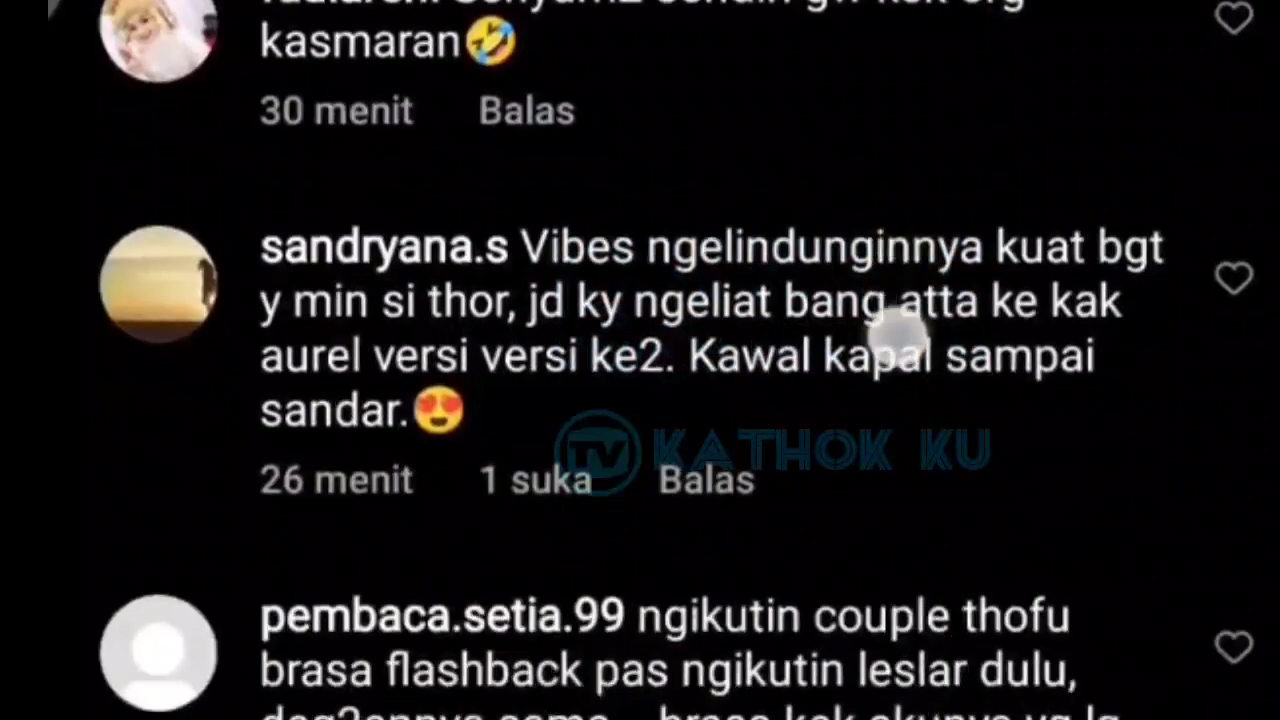 kasmaran🤣
30 menit Balas
sandryana.s Vibes ngelindunginnya kuat bgt
y min si thor, jd ky ngeliat bang atta ke kak
aurel versi versi ke2. Kawal kapal sampai
sandar.😍
TV KATHOK KU
26 menit 1 suka Balas
pembaca.setia.99 ngikutin couple thofu
brasa flashback pas ngikutin leslar dulu,